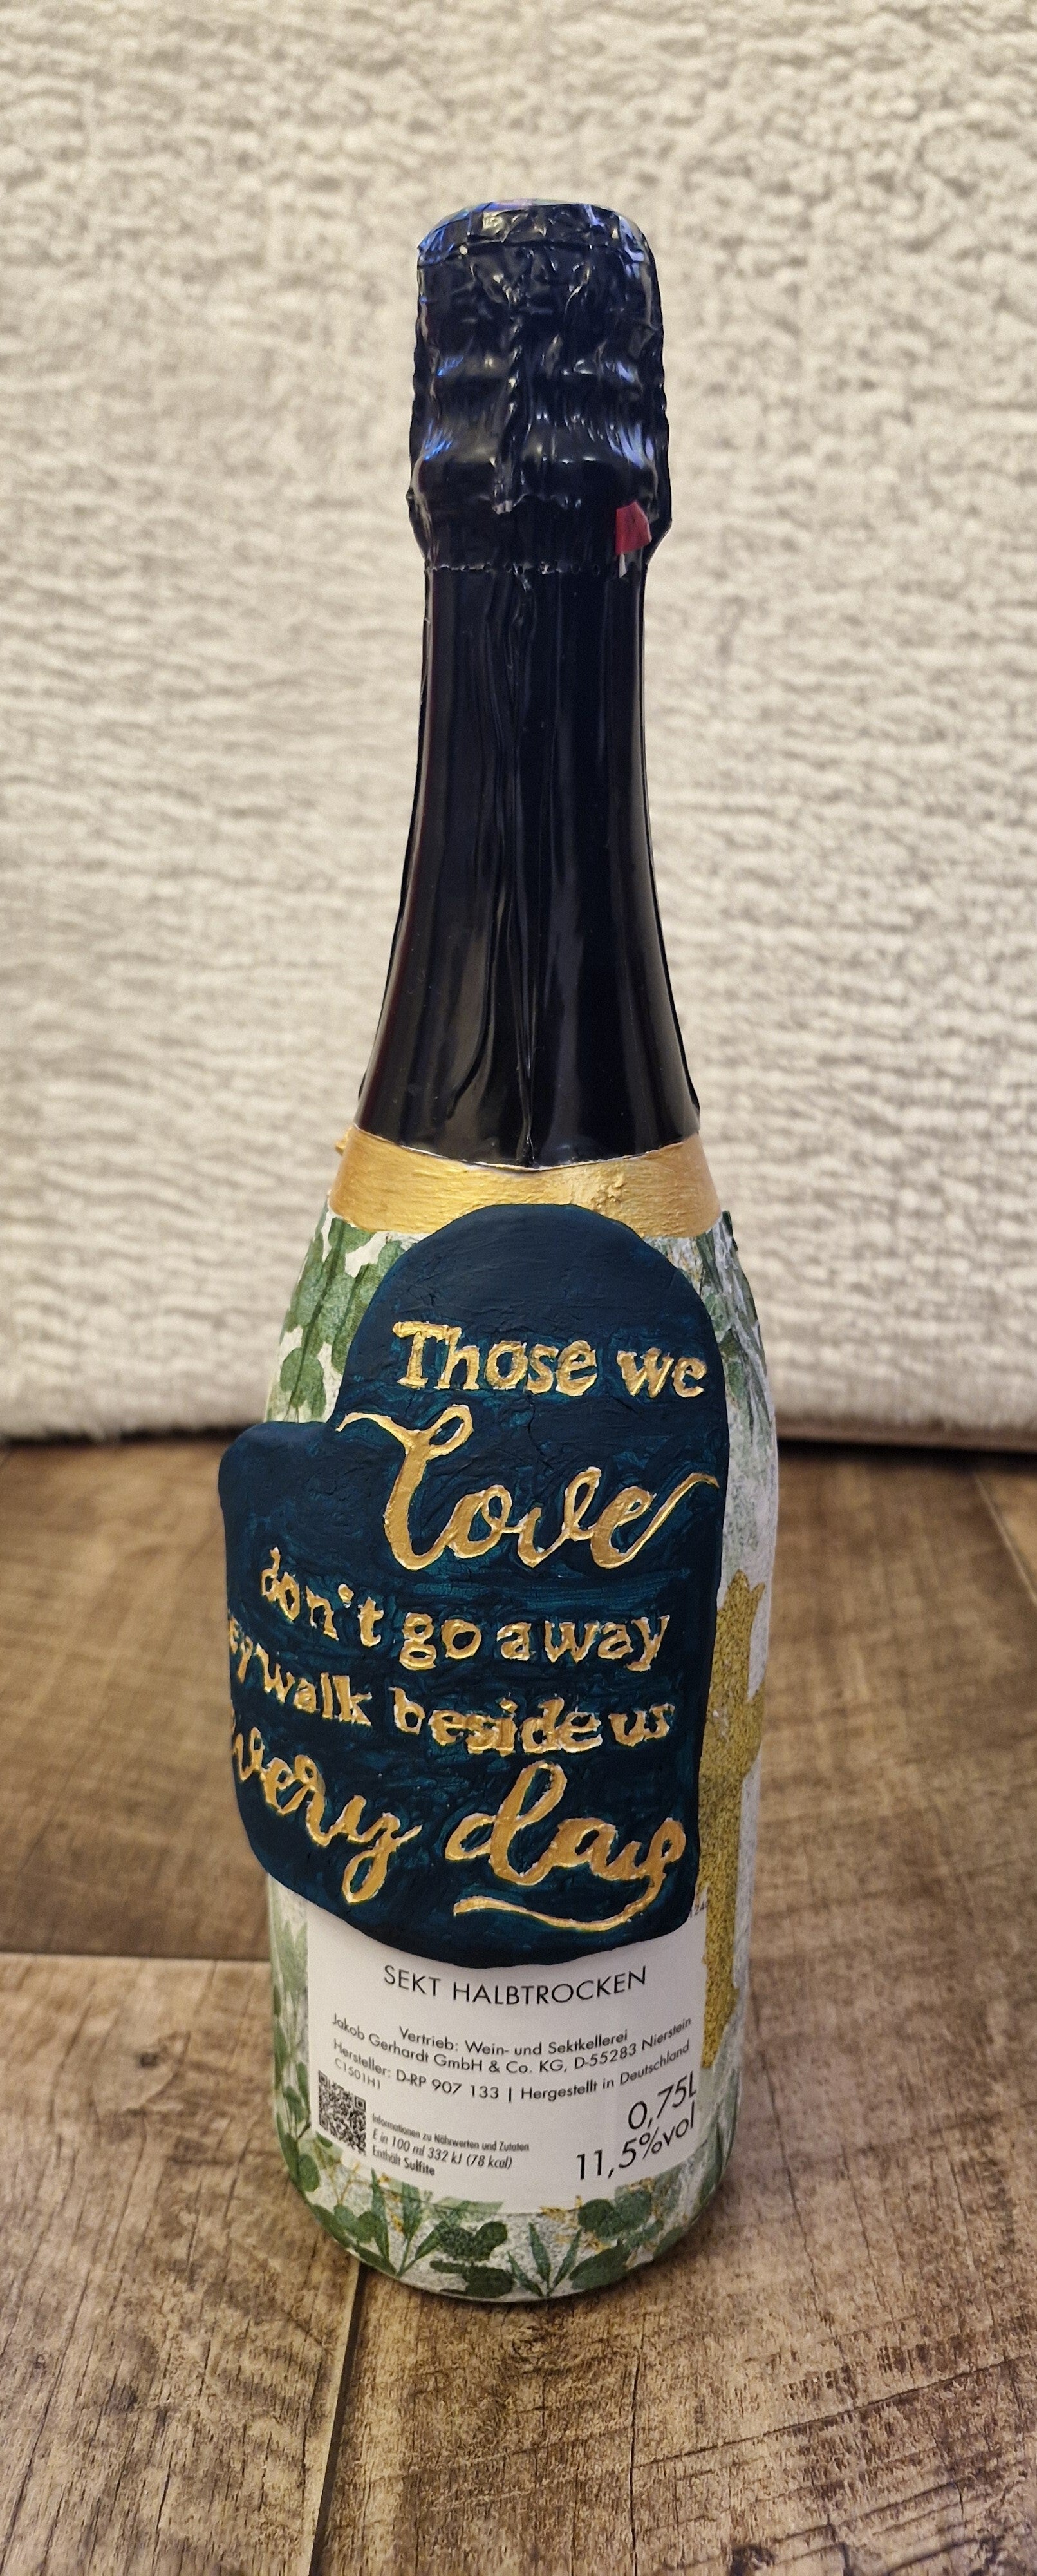 Those we
love
don't go away
ey walk beside us
very day
SEKT HALBTROCKEN
Vertrieb: Wein- und Sektkellerei
Jakob Gerhardt GmbH & Co. KG, D-55283 Nierstein
Hersteller: D-RP 907 133 | Hergestellt in Deutschland
C1501H1
0,75L
11,5%vol
Informationen zu Nährwerten und Zutaten
E in 100 ml 332 kJ (78 kcal)
Enthält Sulfite